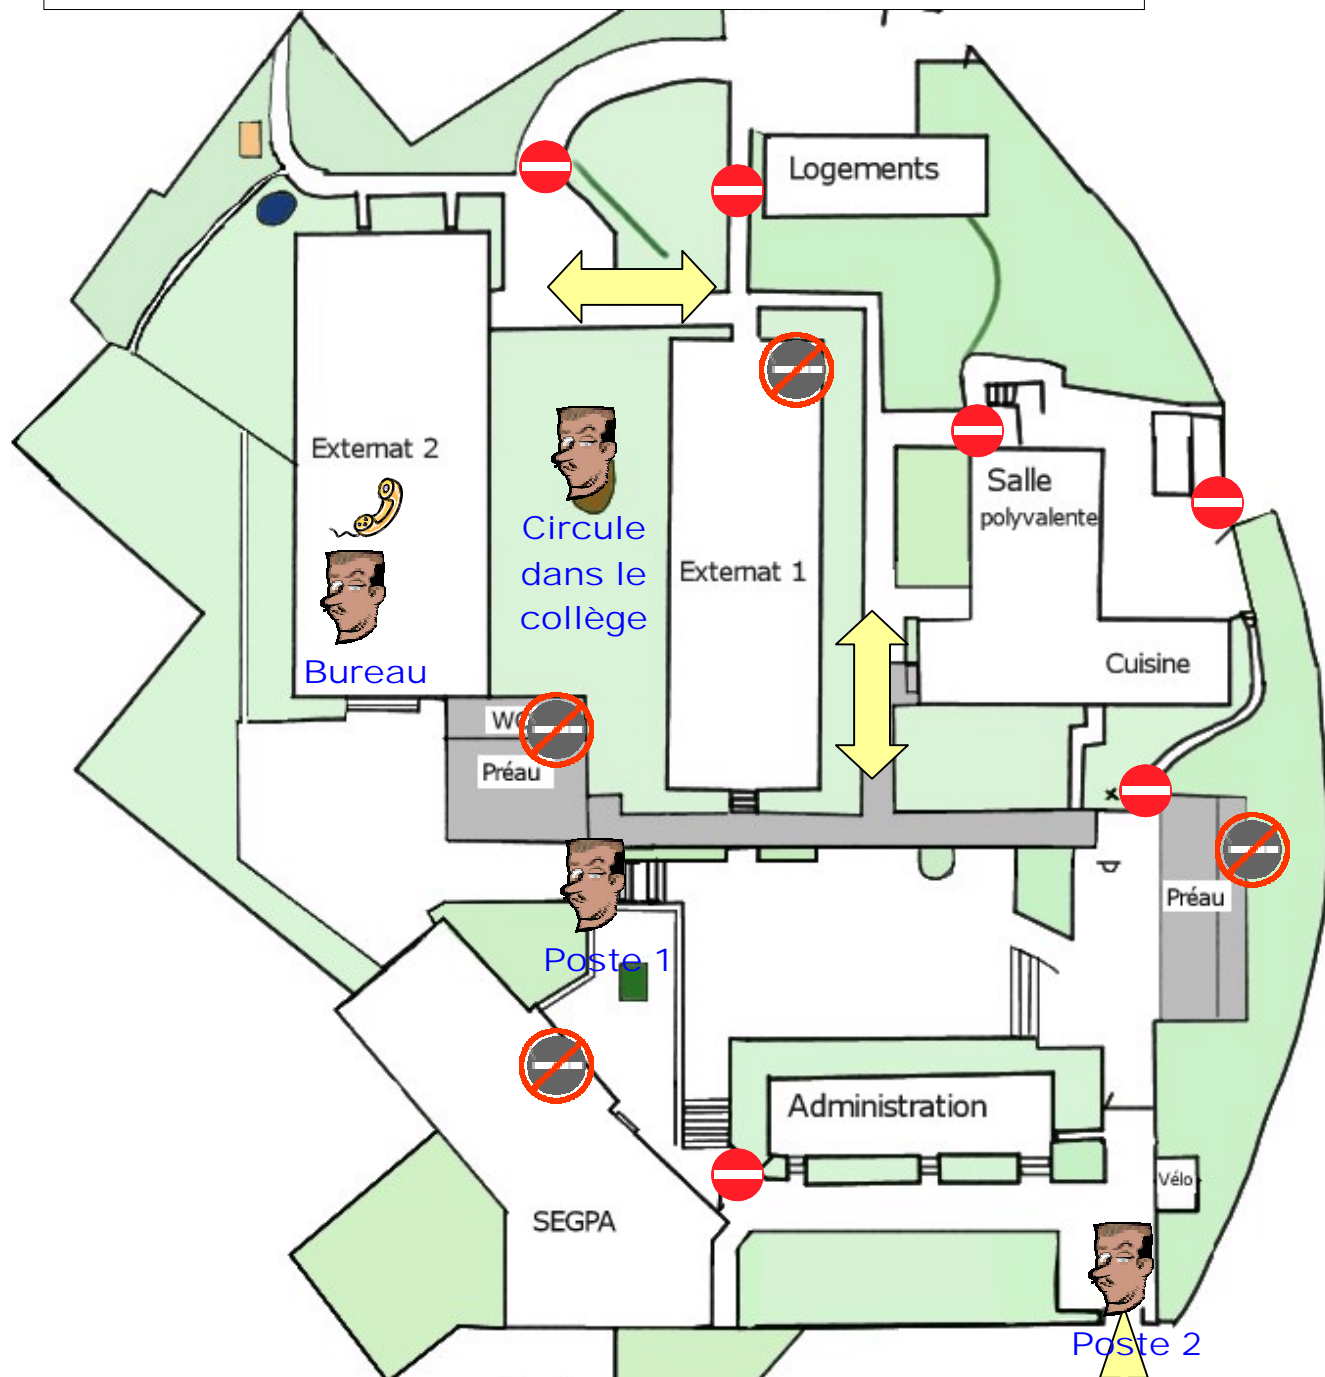 Logements
Externat 2
Salle
polyvalente
Circule
dans le
collège
Externat 1
Bureau
Cuisine
WC
Préau
Préau
Poste 1
Administration
Vélo
SEGPA
Poste 2